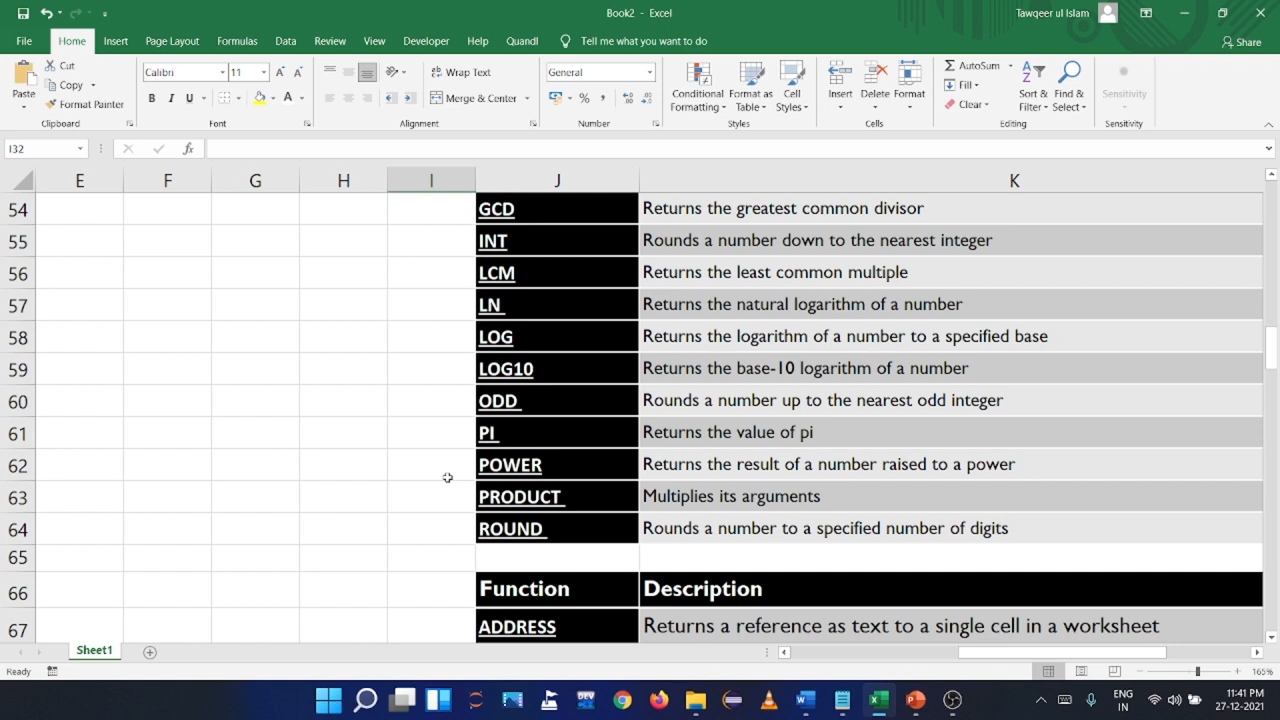 Book2 - Excel
Tawqeer ul Islam
File Home Insert Page Layout Formulas Data Review View Developer Help Quandl Tell me what you want to do Share
Paste
Cut
Copy
Format Painter
Clipboard
Calibri 11
B I U
Font
Wrap Text
Merge & Center
Alignment
General
Number
Conditional Formatting
Format as Table
Cell Styles
Styles
Insert Delete Format
Cells
AutoSum
Fill
Clear
Sort & Filter
Find & Select
Editing
Sensitivity
Sensitivity
I32 fx
E F G H I J K
54 GCD Returns the greatest common divisor
55 INT Rounds a number down to the nearest integer
56 LCM Returns the least common multiple
57 LN Returns the natural logarithm of a number
58 LOG Returns the logarithm of a number to a specified base
59 LOG10 Returns the base-10 logarithm of a number
60 ODD Rounds a number up to the nearest odd integer
61 PI Returns the value of pi
62 POWER Returns the result of a number raised to a power
63 PRODUCT Multiplies its arguments
64 ROUND Rounds a number to a specified number of digits
65
66 Function Description
67 ADDRESS Returns a reference as text to a single cell in a worksheet
Sheet1
Ready 165%
DEV
ENG
IN
11:41 PM
27-12-2021